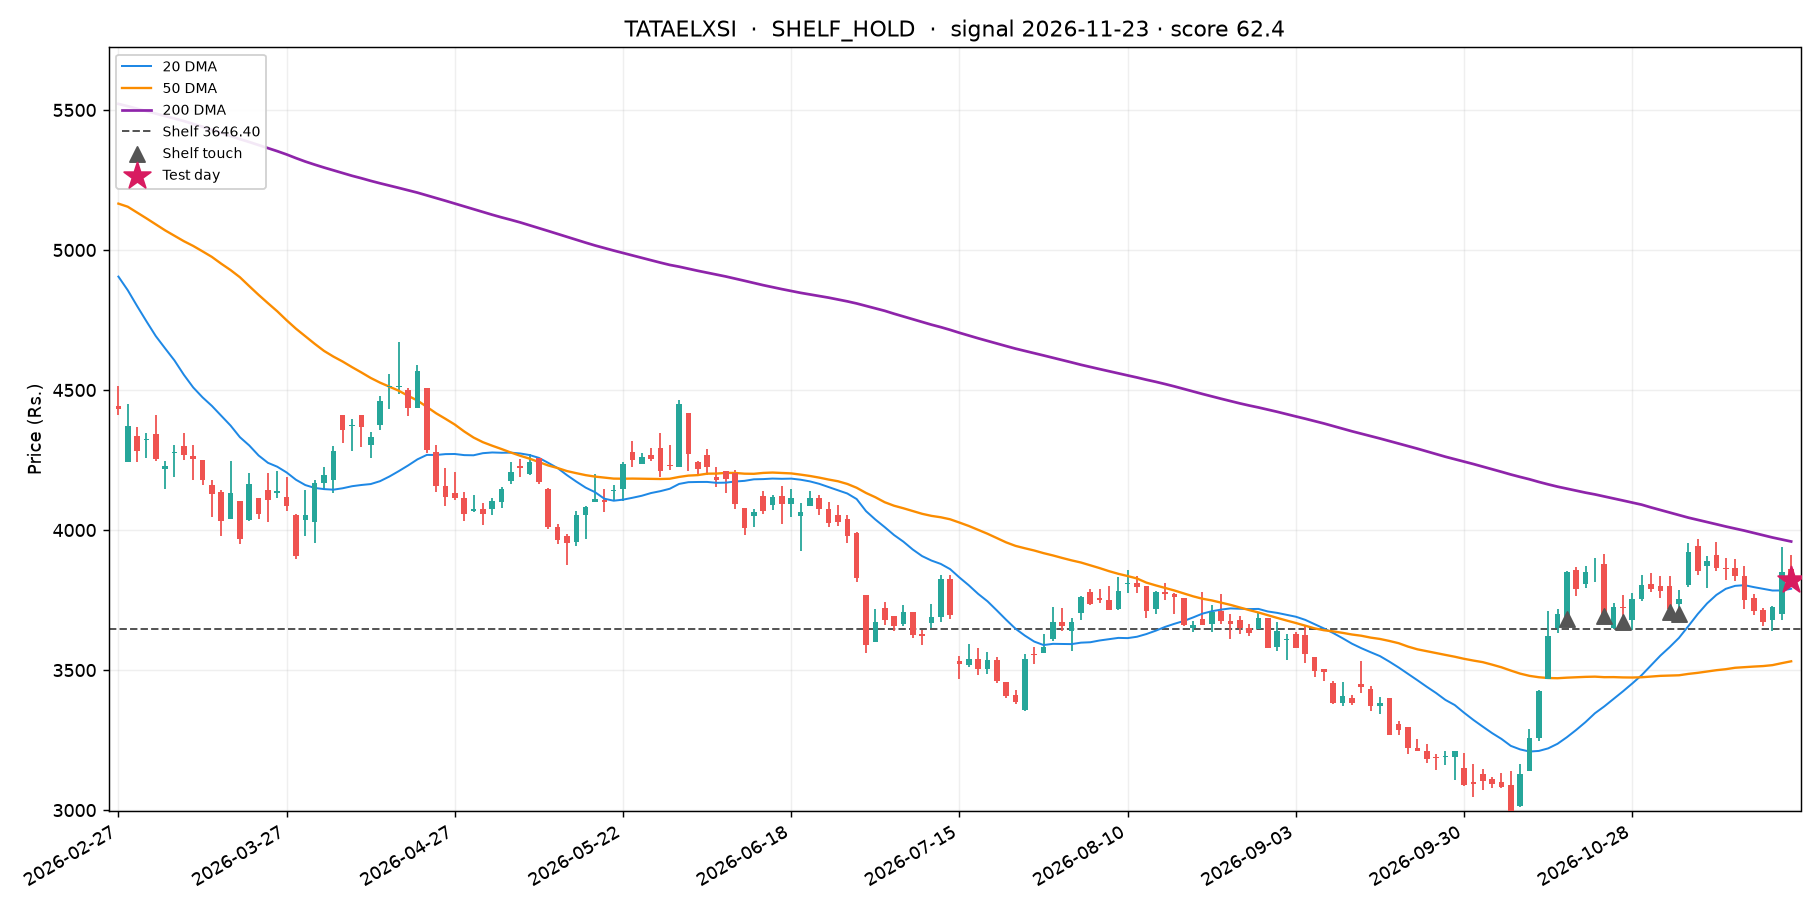 TATAELXSI · SHELF_HOLD · signal 2026-11-23 · score 62.4
20 DMA
50 DMA
200 DMA
Shelf 3646.40
Shelf touch
Test day
Price (Rs.)
5500
5000
4500
4000
3500
3000
2026-02-27
2026-03-27
2026-04-27
2026-05-22
2026-06-18
2026-07-15
2026-08-10
2026-09-03
2026-09-30
2026-10-28